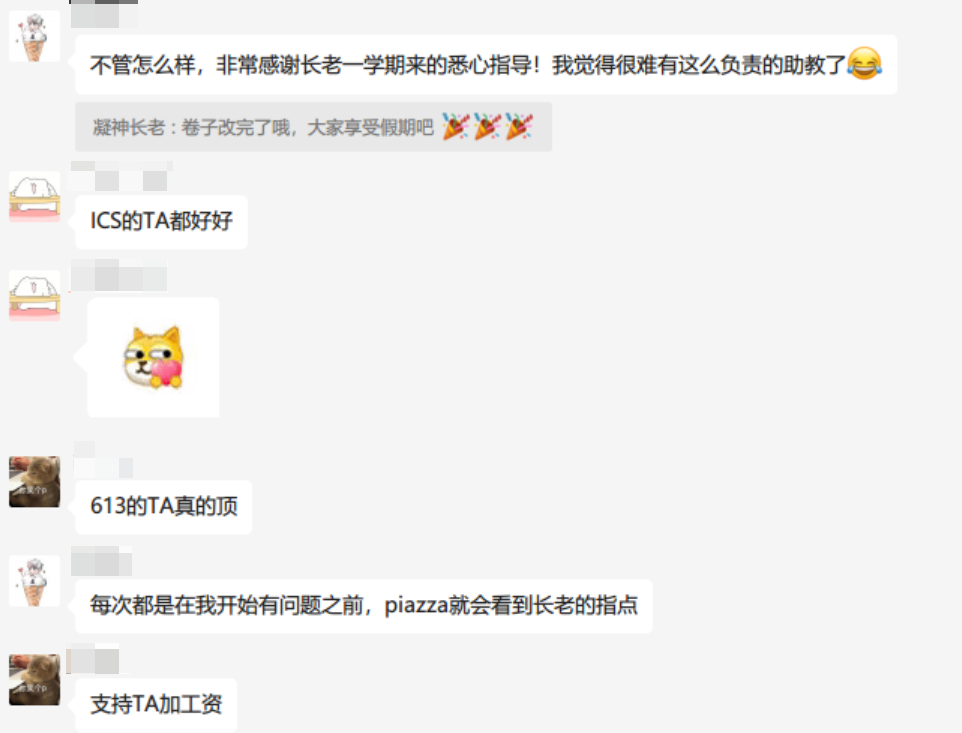 不管怎么样，非常感谢长老一学期来的悉心指导！我觉得很难有这么负责的助教了😂
凝神长老：卷子改完了哦，大家享受假期吧 🎉🎉🎉
ICS的TA都好好
613的TA真的顶
每次都是在我开始有问题之前，piazza就会看到长老的指点
支持TA加工资